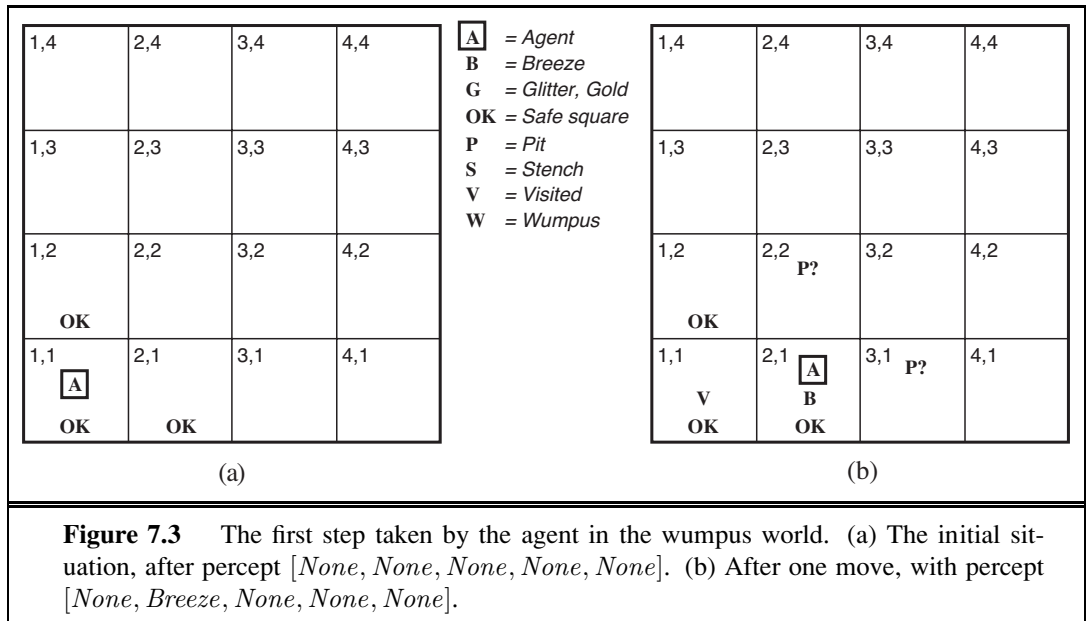 1,4 2,4 3,4 4,4
1,3 2,3 3,3 4,3
1,2 2,2 3,2 4,2
OK
1,1 2,1 3,1 4,1
A
OK OK
(a)
A = Agent
B = Breeze
G = Glitter, Gold
OK = Safe square
P = Pit
S = Stench
V = Visited
W = Wumpus
1,4 2,4 3,4 4,4
1,3 2,3 3,3 4,3
1,2 2,2 3,2 4,2
P?
OK
1,1 2,1 A 3,1 P? 4,1
V B
OK OK
(b)
Figure 7.3 The first step taken by the agent in the wumpus world. (a) The initial sit-
uation, after percept [None, None, None, None, None]. (b) After one move, with percept
[None, Breeze, None, None, None].